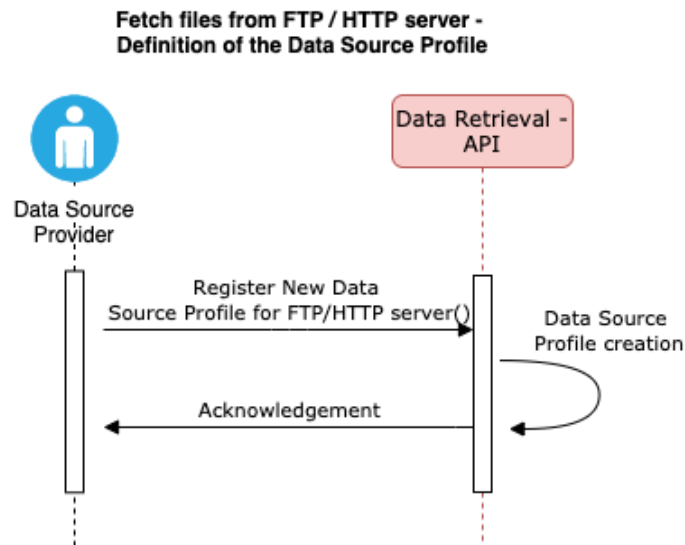 Fetch files from FTP / HTTP server -
Definition of the Data Source Profile
Data Retrieval -
API
Data Source
Provider
Register New Data
Source Profile for FTP/HTTP server()
Data Source
Profile creation
Acknowledgement